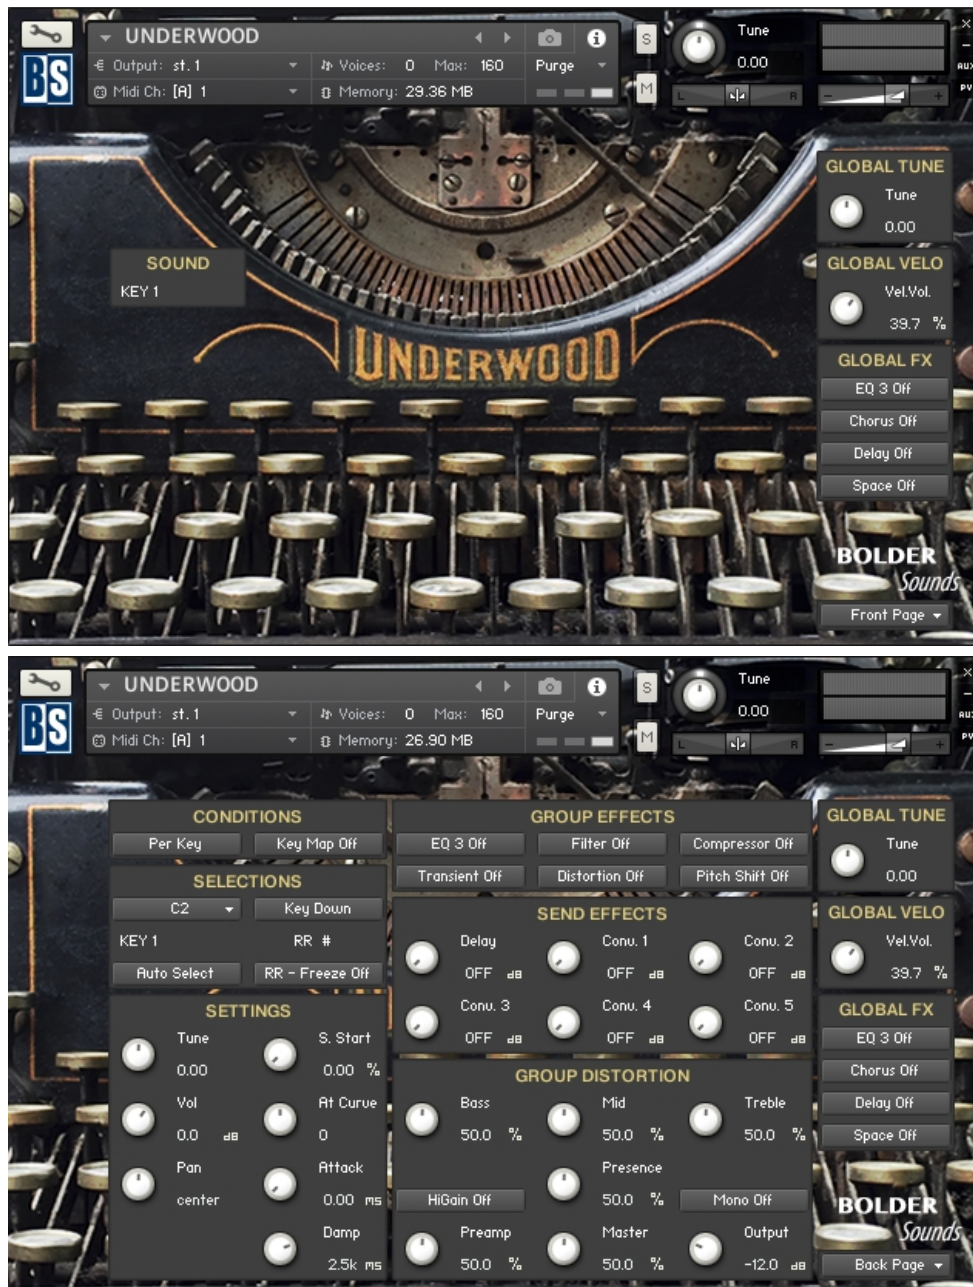 UNDERWOOD
BS
Output: st. 1
Voices: 0 Max: 160
Purge
Midi Ch: [A] 1
Memory: 29.36 MB
S
M
Tune
0.00
L R
- +
×
-
AUX
PV
GLOBAL TUNE
Tune
0.00
SOUND
KEY 1
GLOBAL VELO
Vel.Vol.
39.7 %
UNDERWOOD
GLOBAL FX
EQ 3 Off
Chorus Off
Delay Off
Space Off
BOLDER
Sounds
Front Page
UNDERWOOD
BS
Output: st. 1
Voices: 0 Max: 160
Purge
Midi Ch: [A] 1
Memory: 26.90 MB
S
M
Tune
0.00
L R
- +
×
-
AUX
PV
CONDITIONS
Per Key Key Map Off
SELECTIONS
C2 Key Down
KEY 1 RR #
Auto Select RR - Freeze Off
SETTINGS
Tune S. Start
0.00 0.00 %
Vol At Curve
0.0 dB 0
Pan Attack
center 0.00 ms
Damp
2.5k ms
GROUP EFFECTS
EQ 3 Off Filter Off Compressor Off
Transient Off Distortion Off Pitch Shift Off
SEND EFFECTS
Delay Conv. 1 Conv. 2
OFF dB OFF dB OFF dB
Conv. 3 Conv. 4 Conv. 5
OFF dB OFF dB OFF dB
GROUP DISTORTION
Bass Mid Treble
50.0 % 50.0 % 50.0 %
Presence
HiGain Off 50.0 % Mono Off
Preamp Master Output
50.0 % 50.0 % -12.0 dB
GLOBAL TUNE
Tune
0.00
GLOBAL VELO
Vel.Vol.
39.7 %
GLOBAL FX
EQ 3 Off
Chorus Off
Delay Off
Space Off
BOLDER
Sounds
Back Page